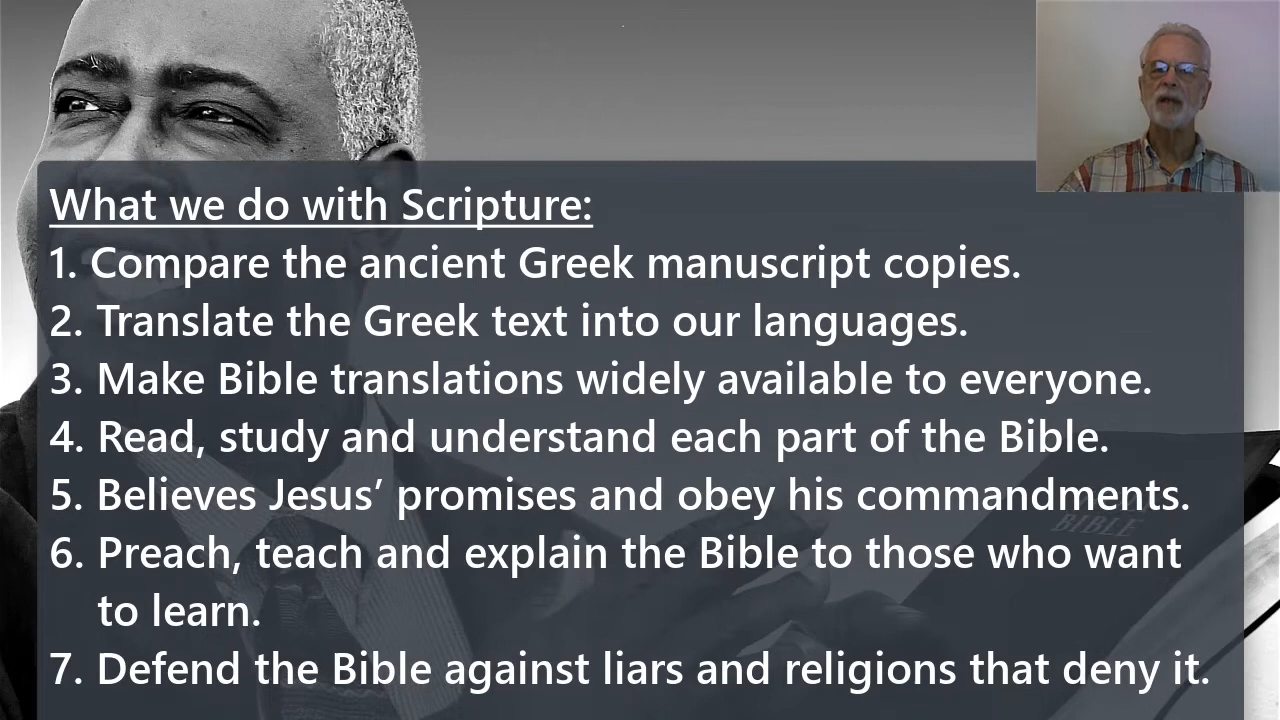 What we do with Scripture:
1. Compare the ancient Greek manuscript copies.
2. Translate the Greek text into our languages.
3. Make Bible translations widely available to everyone.
4. Read, study and understand each part of the Bible.
5. Believes Jesus’ promises and obey his commandments.
6. Preach, teach and explain the Bible to those who want
to learn.
7. Defend the Bible against liars and religions that deny it.
BIBLE